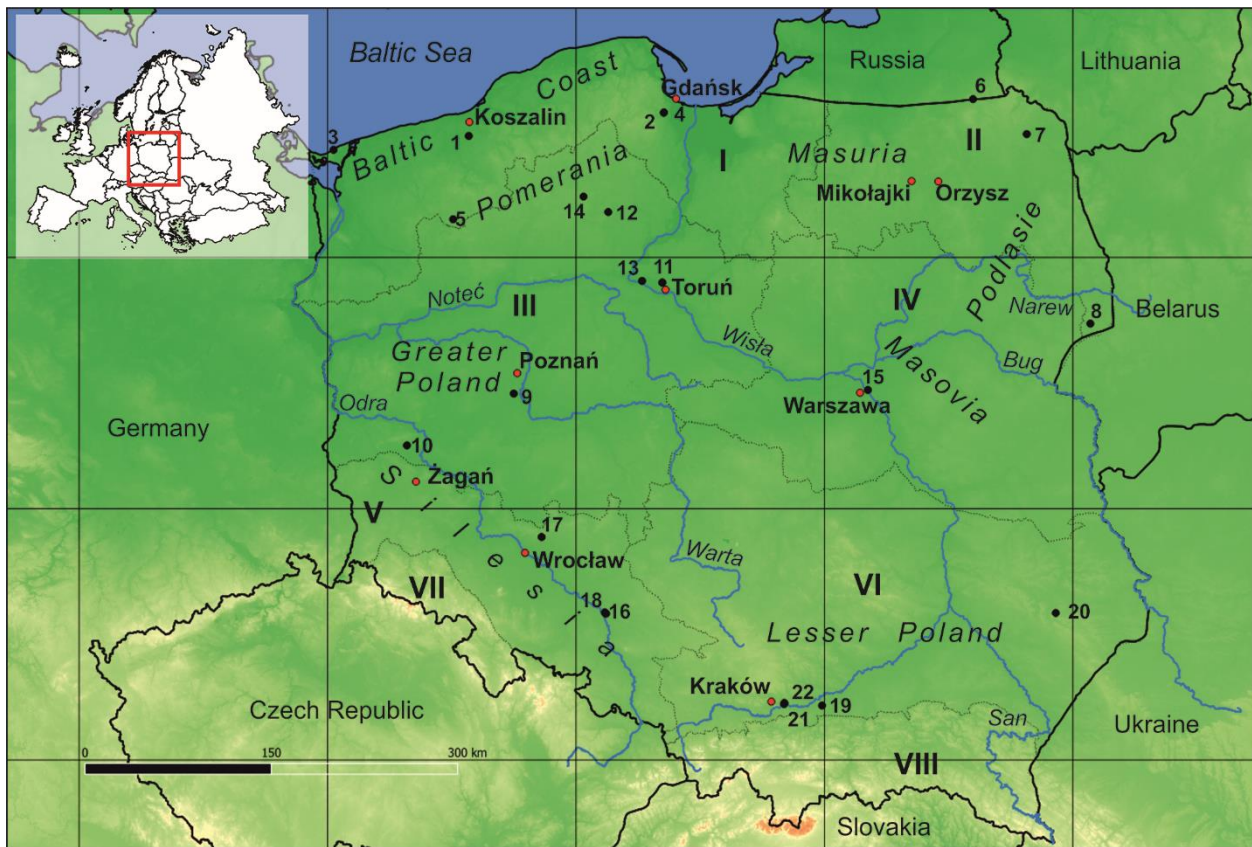 Baltic Sea
Coast
Russia
Lithuania
Gdańsk
6
Koszalin
2
4
3
1
Baltic
II
7
I
Masuria
Pomerania
Mikołajki
Orzysz
14
12
5
Podlasie
13
11
Toruń
Noteć
III
IV
Narew
8
Belarus
Wisła
Greater
Poland
Poznań
Masovia
Bug
9
15
Warszawa
Odra
Germany
10
Żagań
Silesia
V
17
Wrocław
Warta
VII
VI
18
16
20
Lesser Poland
Kraków
22
19
21
Czech Republic
San
Ukraine
0
150
300 km
VIII
Slovakia